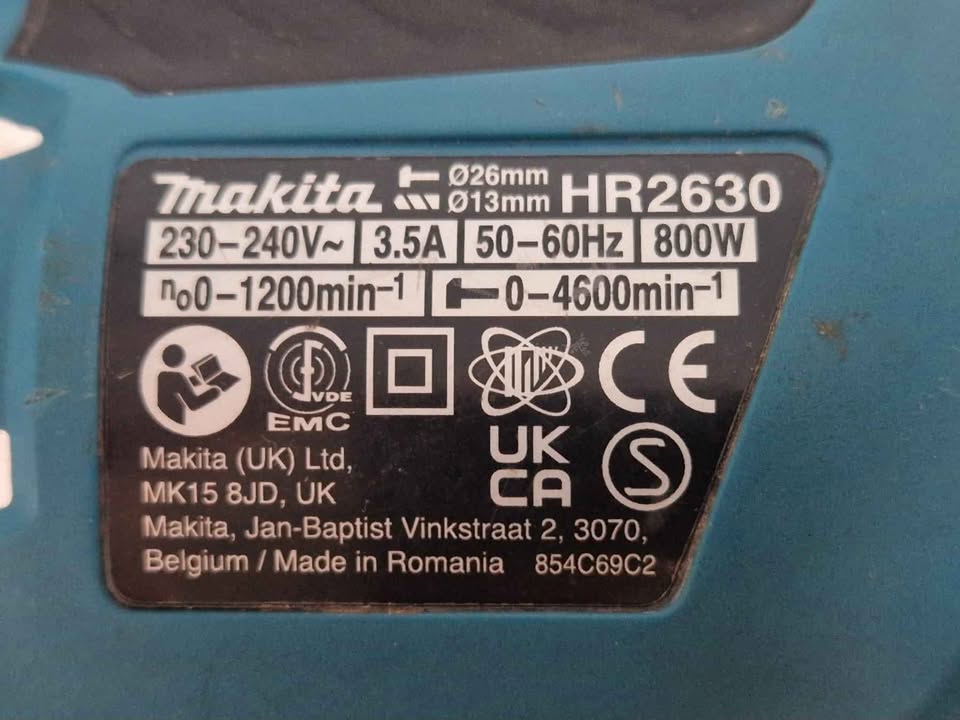 makita Ø26mm Ø13mm HR2630
230-240V~ 3.5A 50-60Hz 800W
n₀0-1200min⁻¹ 0-4600min⁻¹
VDE
EMC
CE
UK
CA
S
Makita (UK) Ltd,
MK15 8JD, UK
Makita, Jan-Baptist Vinkstraat 2, 3070,
Belgium / Made in Romania 854C69C2